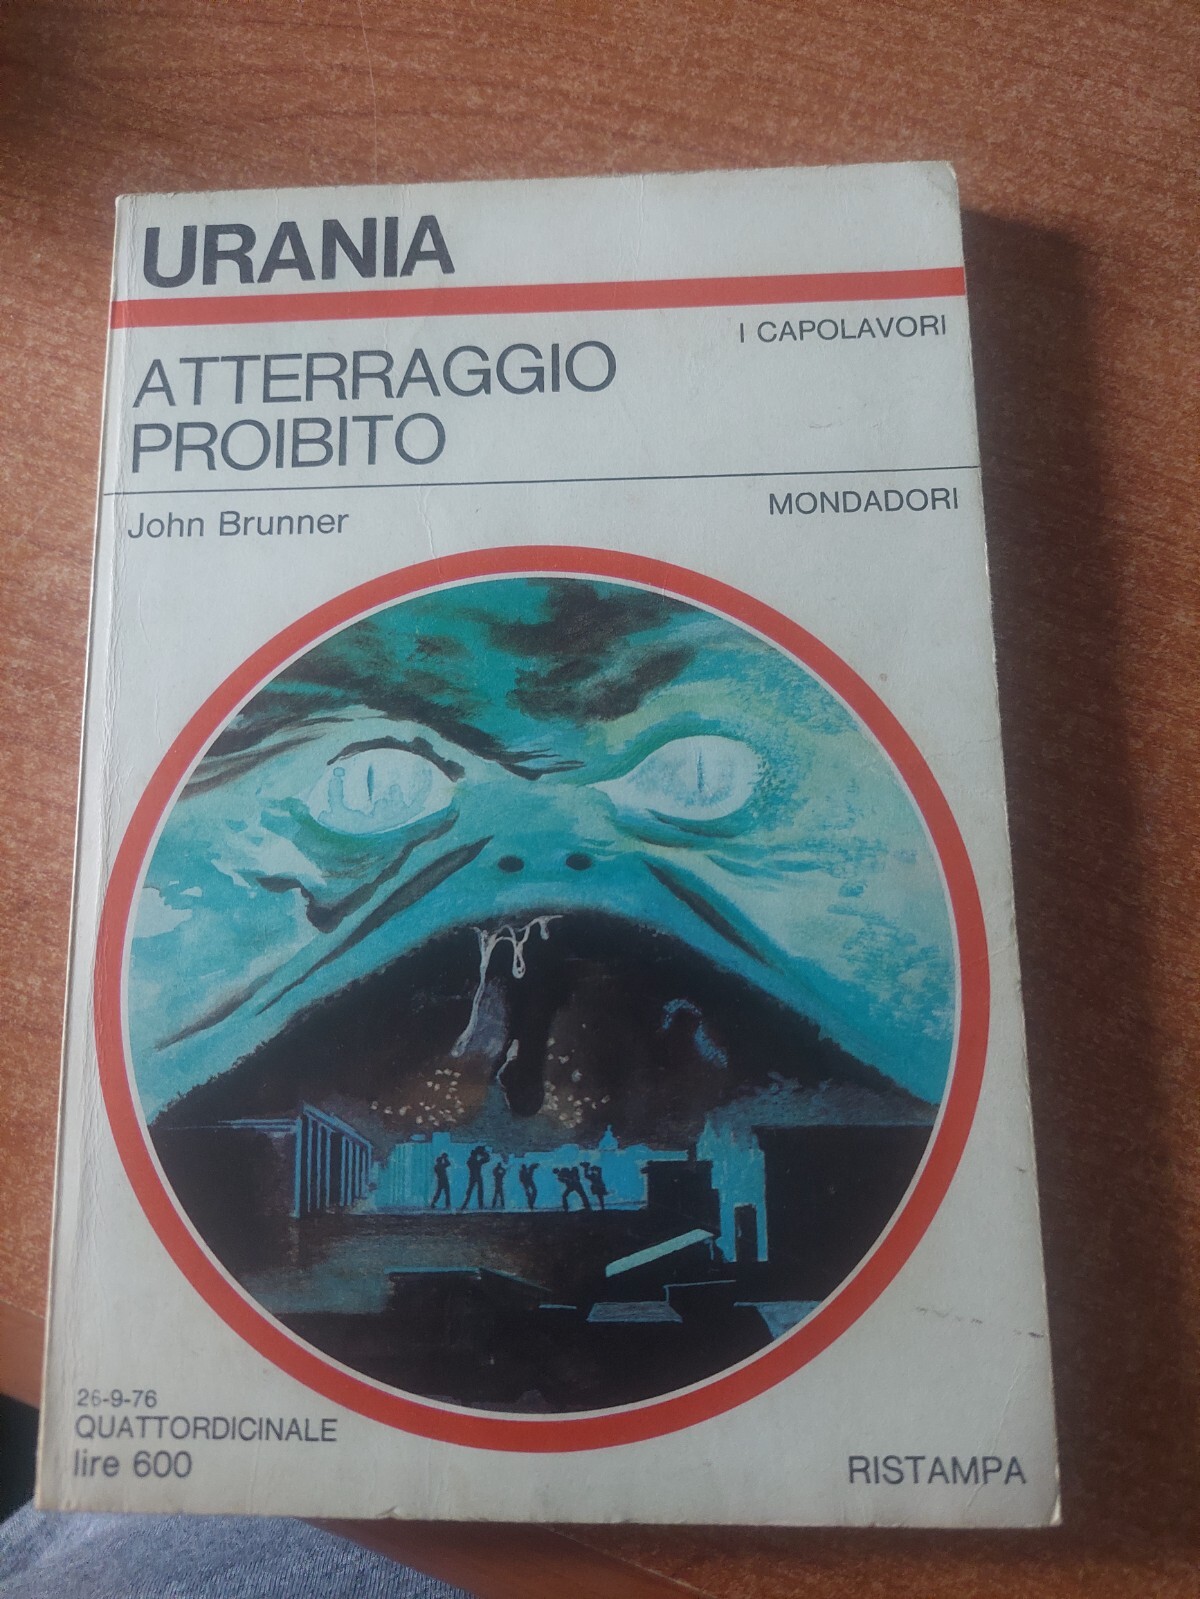 URANIA
I CAPOLAVORI
ATTERRAGGIO
PROIBITO
John Brunner
MONDADORI
26-9-76
QUATTORDICINALE
lire 600
RISTAMPA